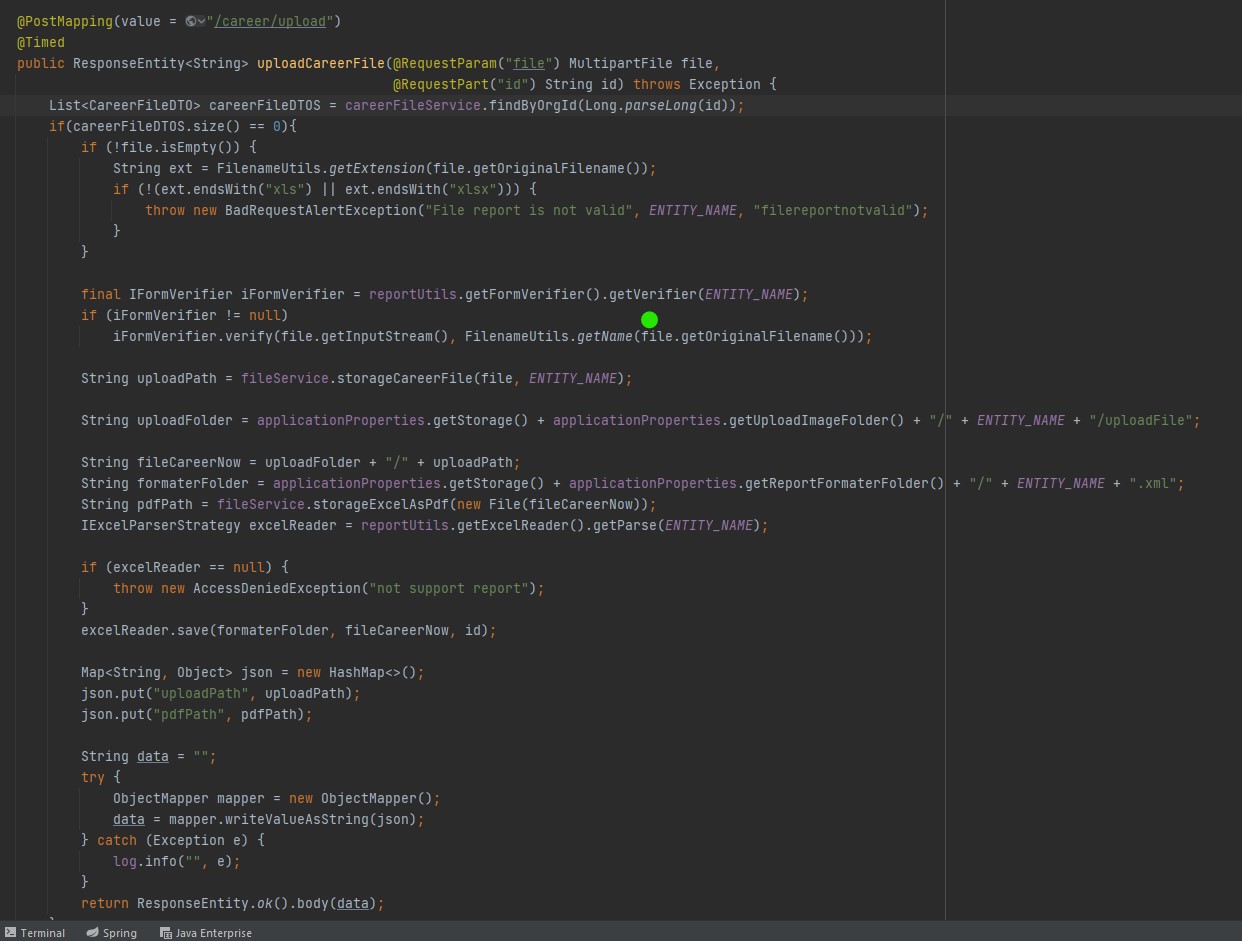 @PostMapping(value = "/career/upload")
@Timed
public ResponseEntity<String> uploadCareerFile(@RequestParam("file") MultipartFile file,
@RequestPart("id") String id) throws Exception {
List<CareerFileDTO> careerFileDTOS = careerFileService.findByOrgId(Long.parseLong(id));
if(careerFileDTOS.size() == 0){
if (!file.isEmpty()) {
String ext = FilenameUtils.getExtension(file.getOriginalFilename());
if (!(ext.endsWith("xls") || ext.endsWith("xlsx"))) {
throw new BadRequestAlertException("File report is not valid", ENTITY_NAME, "filereportnotvalid");
}
}
final IFormVerifier iFormVerifier = reportUtils.getFormVerifier().getVerifier(ENTITY_NAME);
if (iFormVerifier != null)
iFormVerifier.verify(file.getInputStream(), FilenameUtils.getName(file.getOriginalFilename()));
String uploadPath = fileService.storageCareerFile(file, ENTITY_NAME);
String uploadFolder = applicationProperties.getStorage() + applicationProperties.getUploadImageFolder() + "/" + ENTITY_NAME + "/uploadFile";
String fileCareerNow = uploadFolder + "/" + uploadPath;
String formaterFolder = applicationProperties.getStorage() + applicationProperties.getReportFormaterFolder() + "/" + ENTITY_NAME + ".xml";
String pdfPath = fileService.storageExcelAsPdf(new File(fileCareerNow));
IExcelParserStrategy excelReader = reportUtils.getExcelReader().getParse(ENTITY_NAME);
if (excelReader == null) {
throw new AccessDeniedException("not support report");
}
excelReader.save(formaterFolder, fileCareerNow, id);
Map<String, Object> json = new HashMap<>();
json.put("uploadPath", uploadPath);
json.put("pdfPath", pdfPath);
String data = "";
try {
ObjectMapper mapper = new ObjectMapper();
data = mapper.writeValueAsString(json);
} catch (Exception e) {
log.info("", e);
}
return ResponseEntity.ok().body(data);
Terminal Spring Java Enterprise